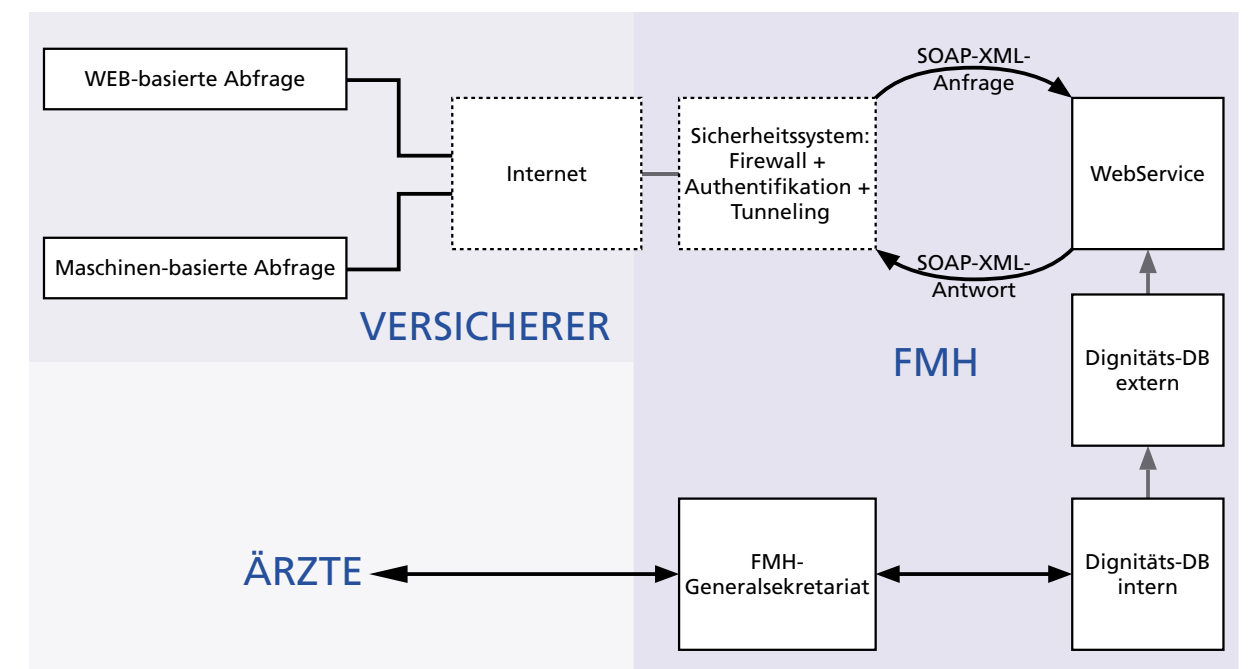 WEB-basierte Abfrage
Maschinen-basierte Abfrage
VERSICHERER
Internet
Sicherheitssystem:
Firewall +
Authentifikation +
Tunneling
SOAP-XML-
Anfrage
WebService
SOAP-XML-
Antwort
FMH
Dignitäts-DB
extern
ÄRZTE
FMH-
Generalsekretariat
Dignitäts-DB
intern